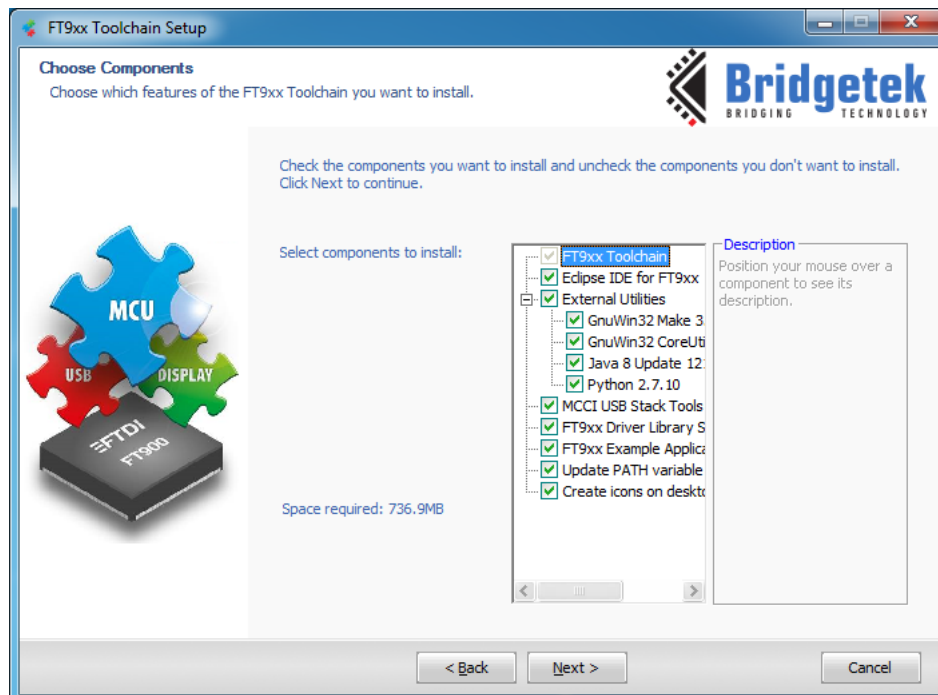 FT9xx Toolchain Setup
Choose Components
Choose which features of the FT9xx Toolchain you want to install.
Bridgetek
BRIDGING TECHNOLOGY
Check the components you want to install and uncheck the components you don't want to install.
Click Next to continue.
Select components to install:
FT9xx Toolchain
Eclipse IDE for FT9xx
External Utilities
GnuWin32 Make 3
GnuWin32 CoreUti
Java 8 Update 12
Python 2.7.10
MCCI USB Stack Tools
FT9xx Driver Library S
FT9xx Example Applica
Update PATH variable
Create icons on deskto
Description
Position your mouse over a
component to see its
description.
MCU
USB
DISPLAY
FTDI
FT900
Space required: 736.9MB
< Back
Next >
Cancel